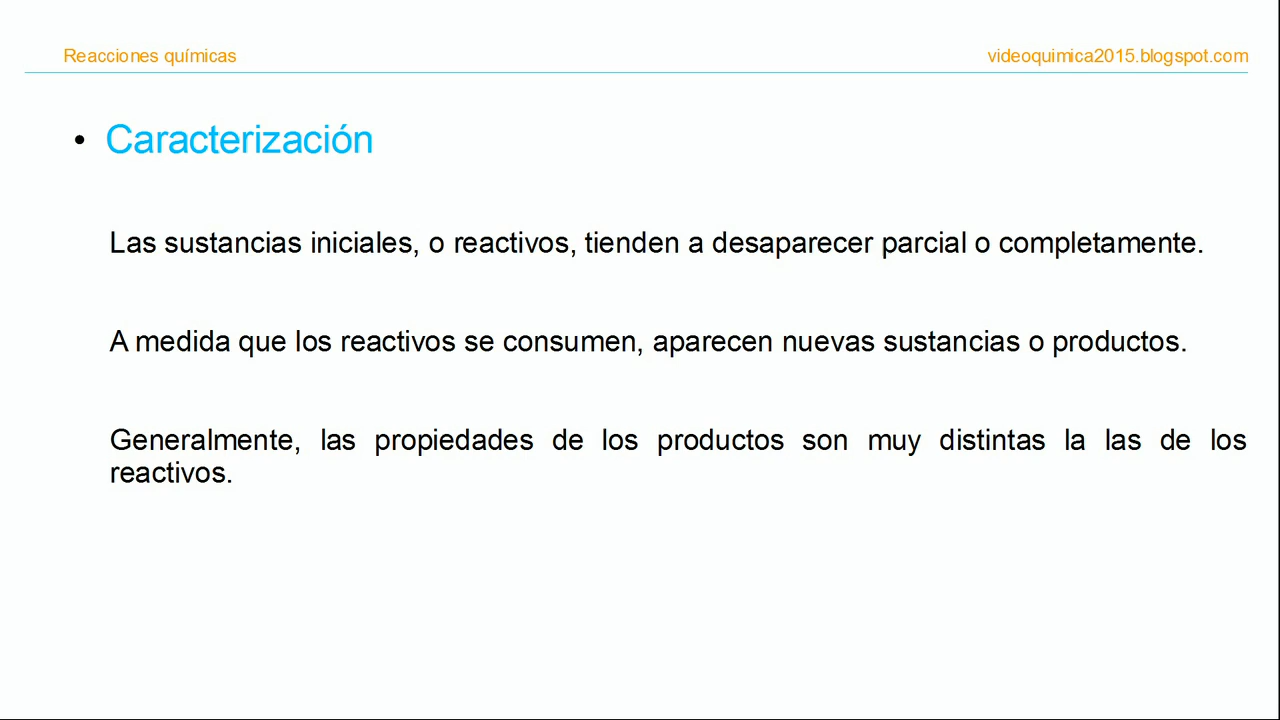 Reacciones químicas
videoquimica2015.blogspot.com
• Caracterización
Las sustancias iniciales, o reactivos, tienden a desaparecer parcial o completamente.
A medida que los reactivos se consumen, aparecen nuevas sustancias o productos.
Generalmente, las propiedades de los productos son muy distintas la las de los
reactivos.